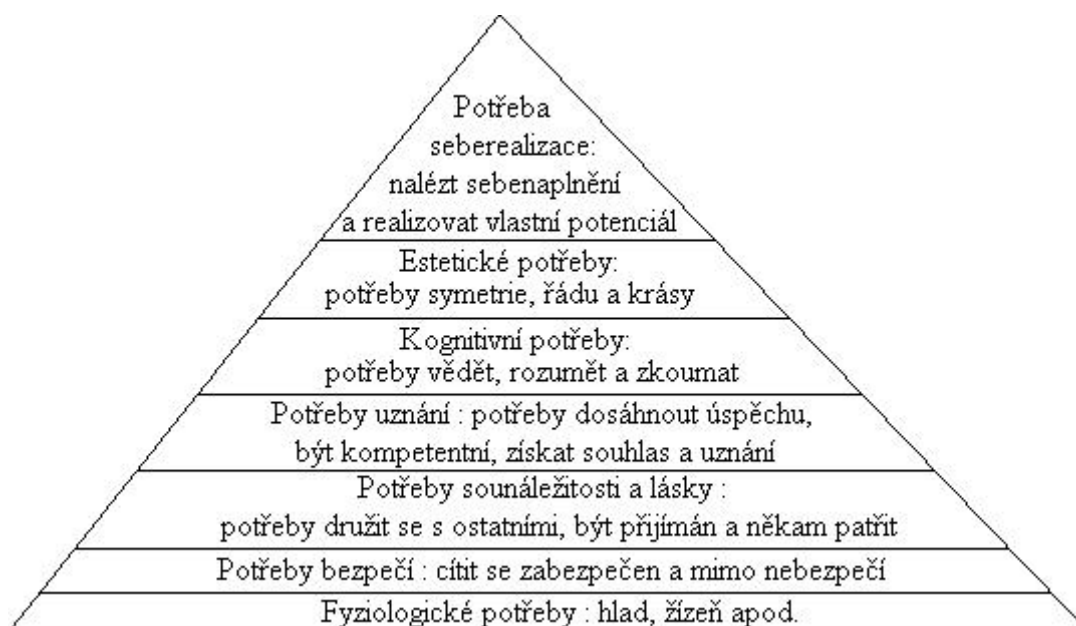 Potřeba
seberealizace:
nalézt sebenaplnění
a realizovat vlastní potenciál
Estetické potřeby:
potřeby symetrie, řádu a krásy
Kognitivní potřeby:
potřeby vědět, rozumět a zkoumat
Potřeby uznání : potřeby dosáhnout úspěchu,
být kompetentní, získat souhlas a uznání
Potřeby sounáležitosti a lásky :
potřeby družit se s ostatními, být přijímán a někam patřit
Potřeby bezpečí : cítit se zabezpečen a mimo nebezpečí
Fyziologické potřeby : hlad, žízeň apod.